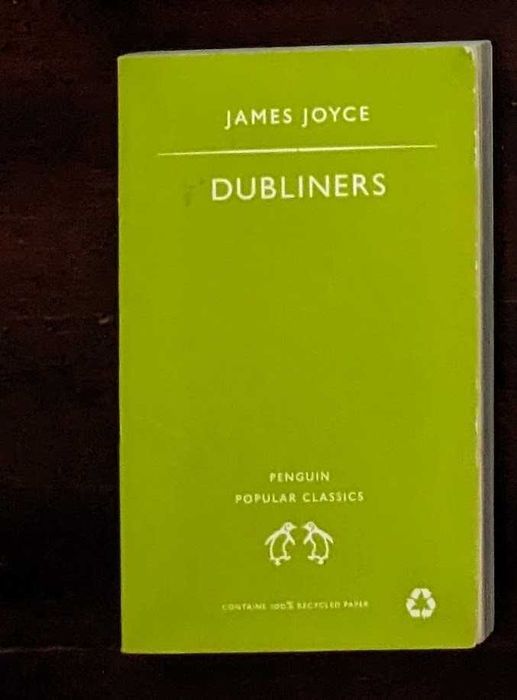 JAMES JOYCE
DUBLINERS
PENGUIN
POPULAR CLASSICS
CONTAINS 100% RECYCLED PAPER